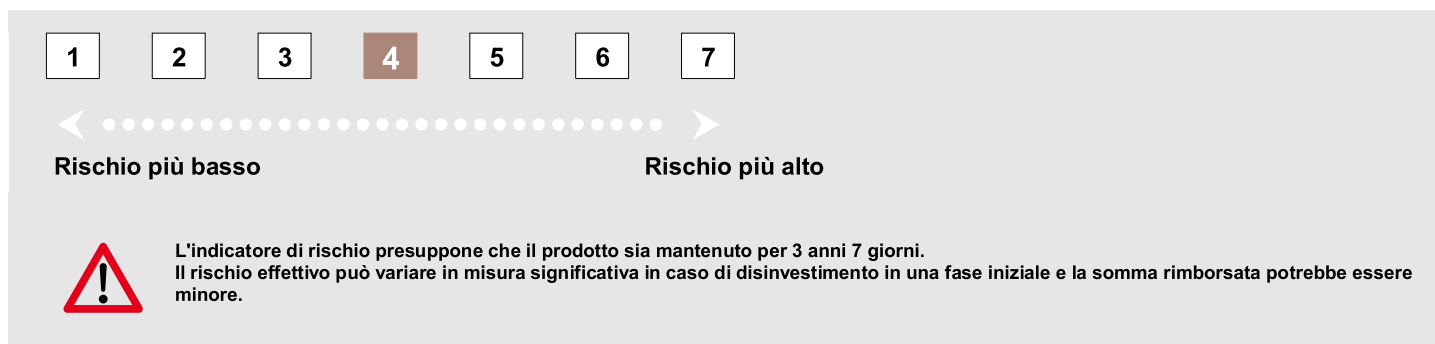 1 2 3 4 5 6 7
Rischio più basso Rischio più alto
L'indicatore di rischio presuppone che il prodotto sia mantenuto per 3 anni 7 giorni.
Il rischio effettivo può variare in misura significativa in caso di disinvestimento in una fase iniziale e la somma rimborsata potrebbe essere
minore.